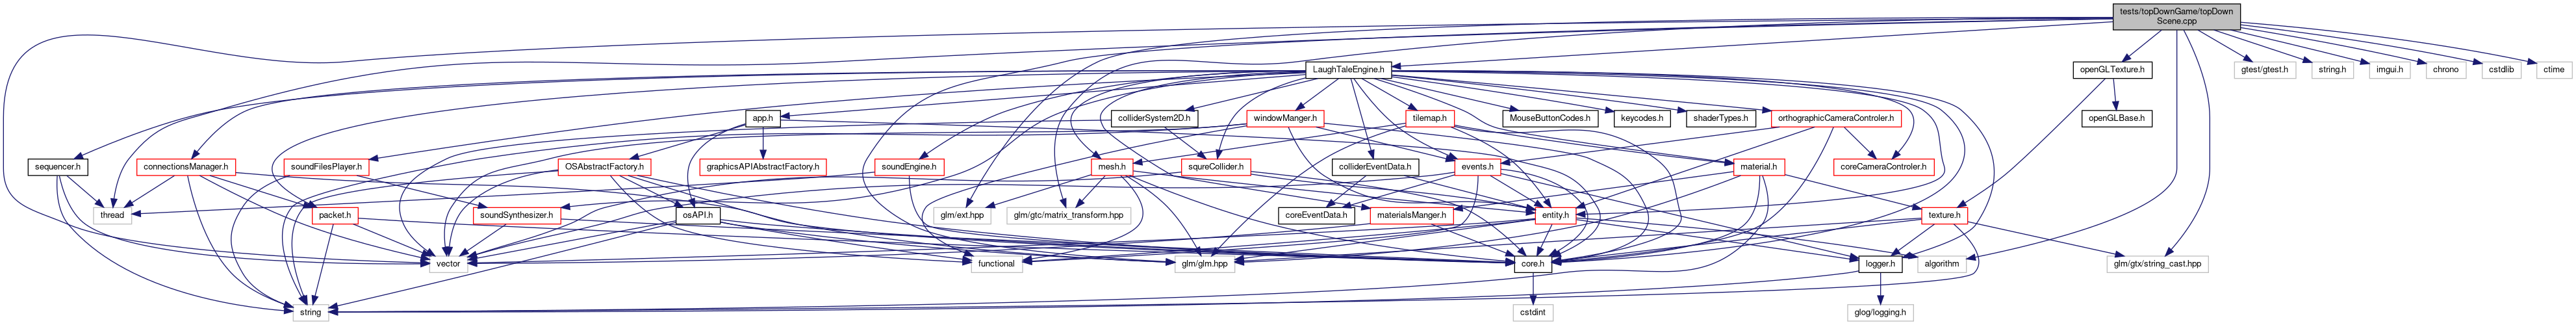 tests/topDownGame/topDown
Scene.cpp
LaughTaleEngine.h
openGLTexture.h
gtest/gtest.h
string.h
imgui.h
chrono
cstdlib
ctime
app.h
colliderSystem2D.h
windowManger.h
tilemap.h
MouseButtonCodes.h
keycodes.h
shaderTypes.h
orthographicCameraControler.h
openGLBase.h
sequencer.h
connectionsManager.h
soundFilesPlayer.h
OSAbstractFactory.h
graphicsAPIAbstractFactory.h
soundEngine.h
mesh.h
squreCollider.h
colliderEventData.h
events.h
material.h
coreCameraControler.h
thread
packet.h
soundSynthesizer.h
osAPI.h
glm/ext.hpp
glm/gtc/matrix_transform.hpp
coreEventData.h
materialsManger.h
entity.h
texture.h
vector
functional
glm/glm.hpp
core.h
logger.h
algorithm
glm/gtx/string_cast.hpp
string
cstdint
glog/logging.h